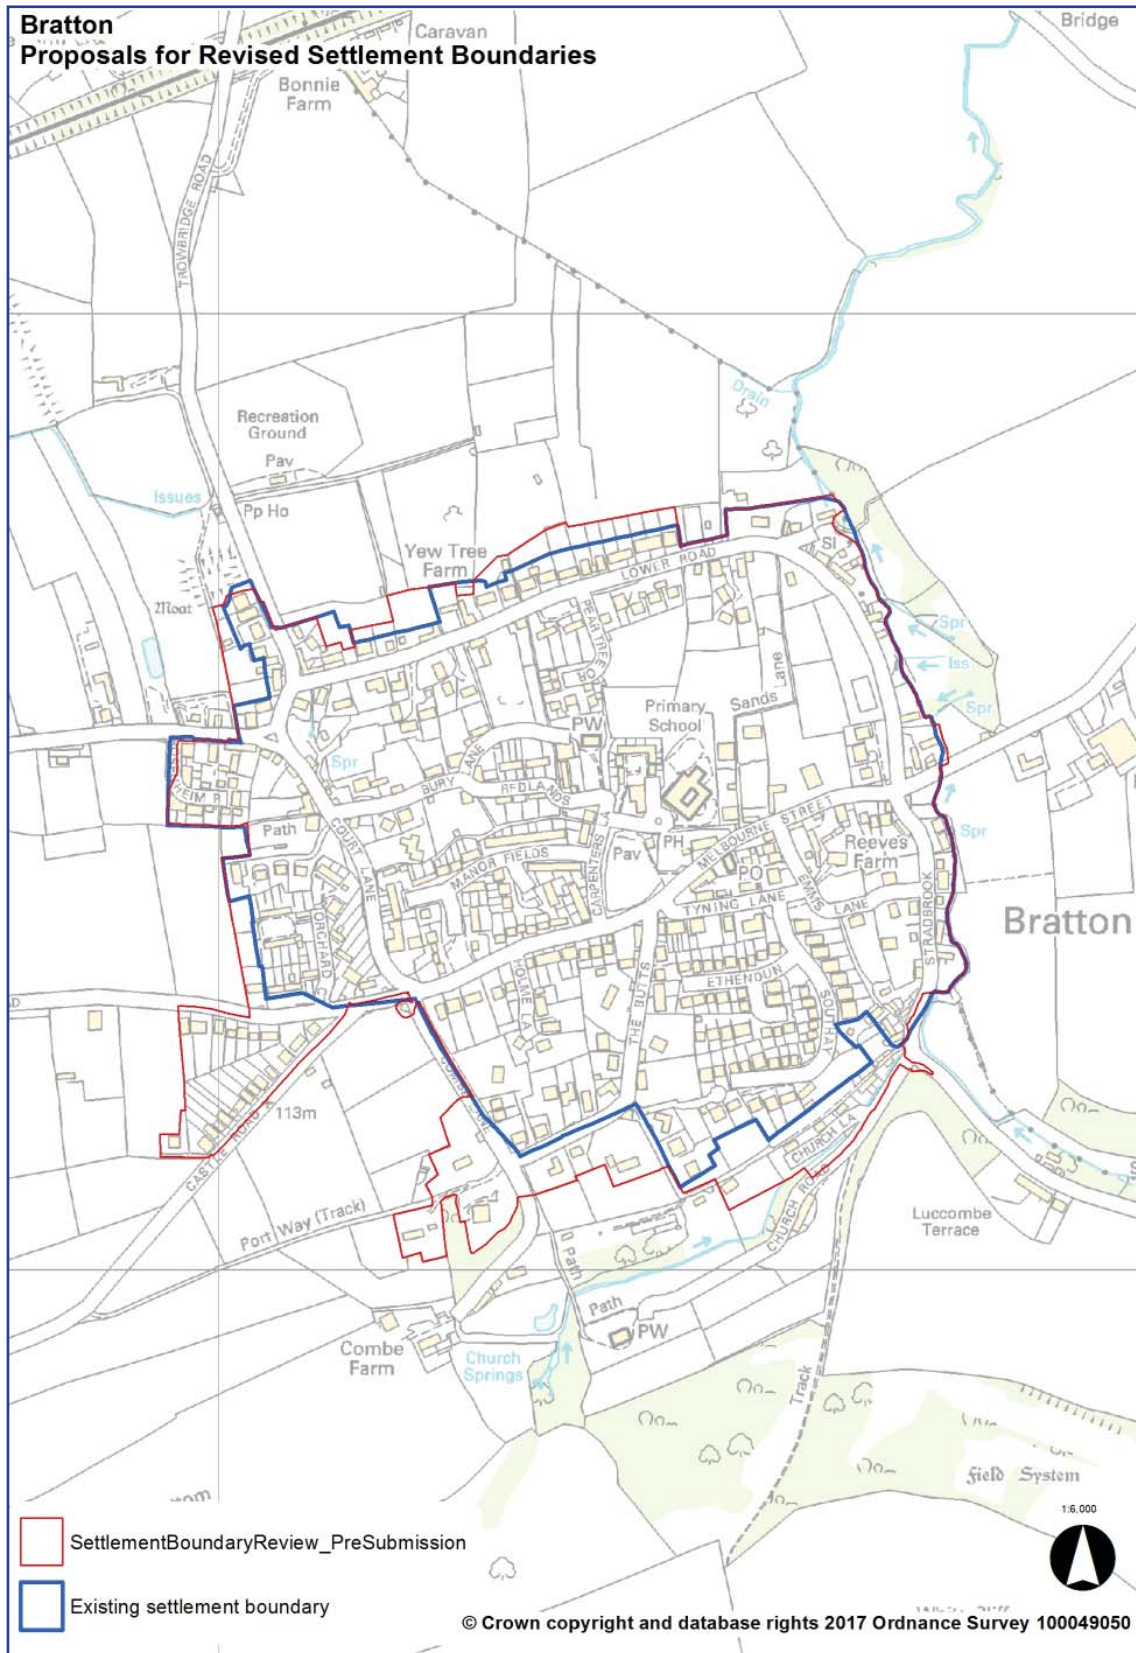 Bratton
Proposals for Revised Settlement Boundaries
Caravan
Bridge
Bonnie
Farm
TROWBRIDGE ROAD
Drain
Recreation
Ground
Pav
Issues
Pp Ho
Yew Tree
Farm
LOWER ROAD
Sl
Moat
PEAR TREE OR
Spr
Iss
Spr
Sands Lane
Primary
School
PW
Spr
BURY LANE
REDLANDS
HEIM P
Path
COURT LANE
MANOR FIELDS
CARPENTERS
Pav
PH
MELBOURNE STREET
Reeves
Farm
Spr
PO
EMMS LANE
TYNING LANE
STRADBROOK
Bratton
ORCHARD C
ETHENDUN
THE BUTTS
SOUTHAY
113m
CASTLE ROAD
CHURCH LA
CHURCH ROAD
Port Way (Track)
Luccombe
Terrace
Path
Path
PW
Combe
Farm
Church
Springs
Track
Field System
1:6,000
SettlementBoundaryReview_PreSubmission
Existing settlement boundary
© Crown copyright and database rights 2017 Ordnance Survey 100049050